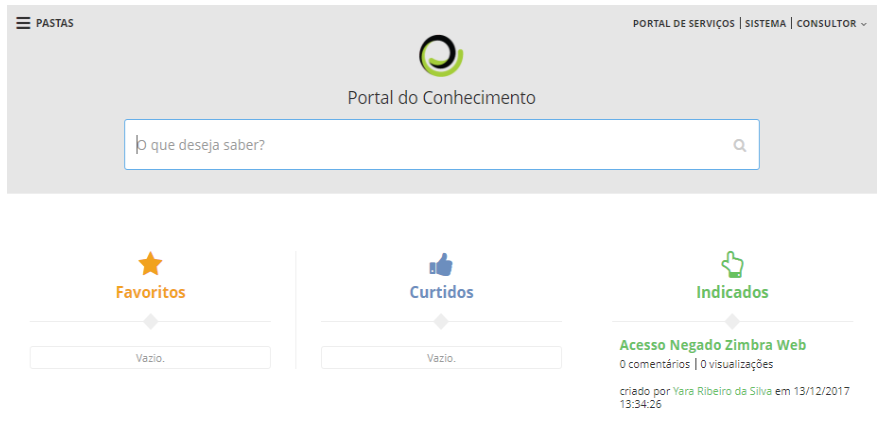 PASTAS
PORTAL DE SERVIÇOS | SISTEMA | CONSULTOR
Portal do Conhecimento
O que deseja saber?
Favoritos
Vazio.
Curtidos
Vazio.
Indicados
Acesso Negado Zimbra Web
0 comentários | 0 visualizações
criado por Yara Ribeiro da Silva em 13/12/2017
13:34:26